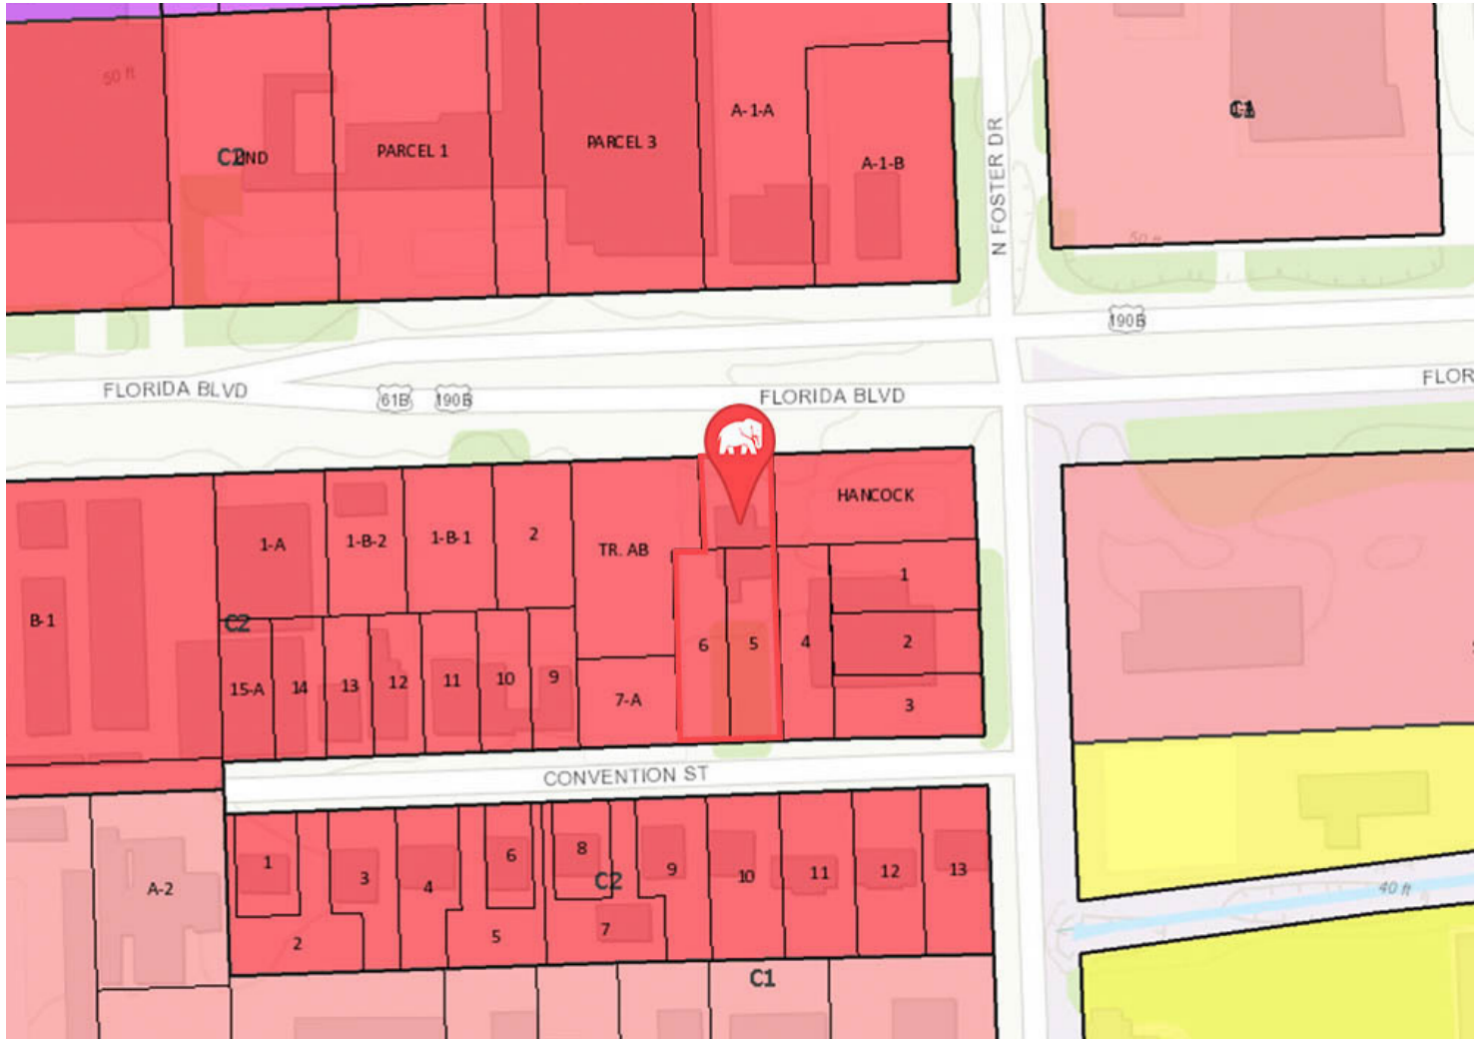 50 ft
C2
2ND
PARCEL 1
PARCEL 3
A-1-A
A-1-B
N FOSTER DR
50 ft
190B
FLORIDA BLVD
61B
190B
FLORIDA BLVD
FLOR
HANCOCK
1-A
1-B-2
1-B-1
2
TR. AB
B-1
C2
1
6
5
4
2
15-A
14
13
12
11
10
9
7-A
3
CONVENTION ST
1
3
4
6
8
C2
9
10
11
12
13
A-2
2
5
7
40 ft
C1